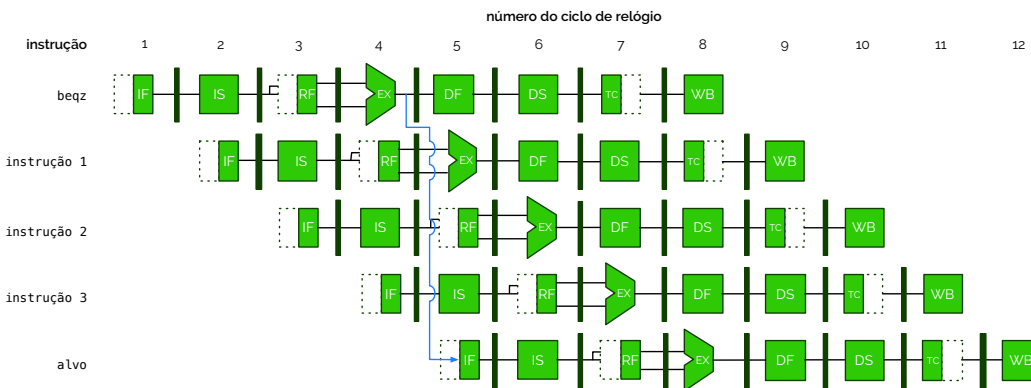 número do ciclo de relógio
instrução 1 2 3 4 5 6 7 8 9 10 11 12
beqz IF IS RF EX DF DS TC WB
instrução 1 IF IS RF EX DF DS TC WB
instrução 2 IF IS RF EX DF DS TC WB
instrução 3 IF IS RF EX DF DS TC WB
alvo IF IS RF EX DF DS TC WB